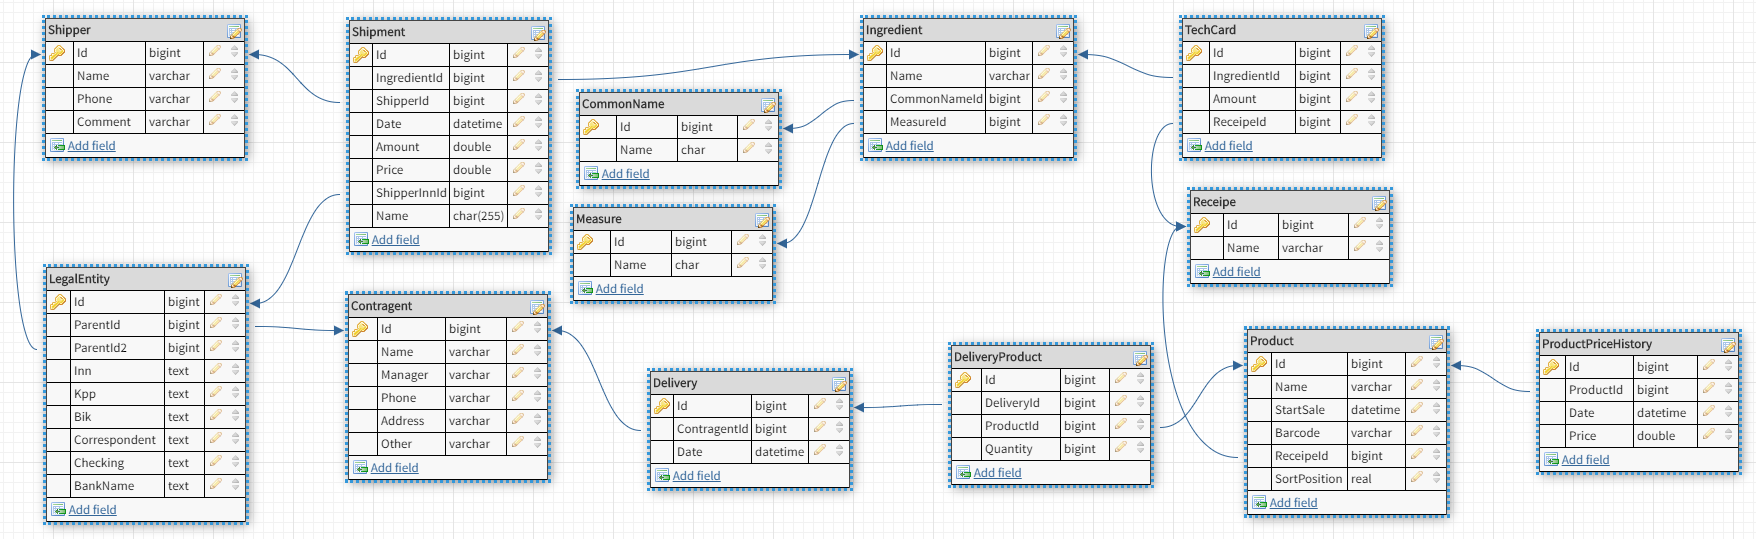 Shipper
Id bigint
Name varchar
Phone varchar
Comment varchar
Add field
Shipment
Id bigint
IngredientId bigint
ShipperId bigint
Date datetime
Amount double
Price double
ShipperInnId bigint
Name char(255)
Add field
CommonName
Id bigint
Name char
Add field
Measure
Id bigint
Name char
Add field
Ingredient
Id bigint
Name varchar
CommonNameId bigint
MeasureId bigint
Add field
TechCard
Id bigint
IngredientId bigint
Amount bigint
ReceipeId bigint
Add field
Receipe
Id bigint
Name varchar
Add field
LegalEntity
Id bigint
ParentId bigint
ParentId2 bigint
Inn text
Kpp text
Bik text
Correspondent text
Checking text
BankName text
Add field
Contragent
Id bigint
Name varchar
Manager varchar
Phone varchar
Address varchar
Other varchar
Add field
Delivery
Id bigint
ContragentId bigint
Date datetime
Add field
DeliveryProduct
Id bigint
DeliveryId bigint
ProductId bigint
Quantity bigint
Add field
Product
Id bigint
Name varchar
StartSale datetime
Barcode varchar
ReceipeId bigint
SortPosition real
Add field
ProductPriceHistory
Id bigint
ProductId bigint
Date datetime
Price double
Add field